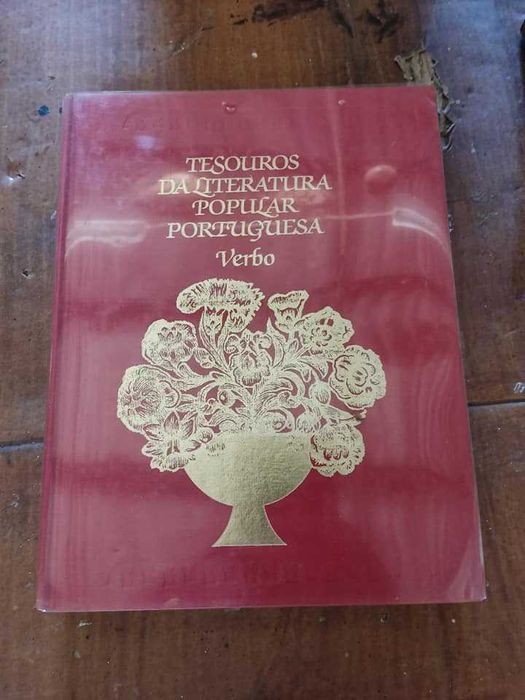 TESOUROS
DA LITERATURA
POPULAR
PORTUGUESA
Verbo